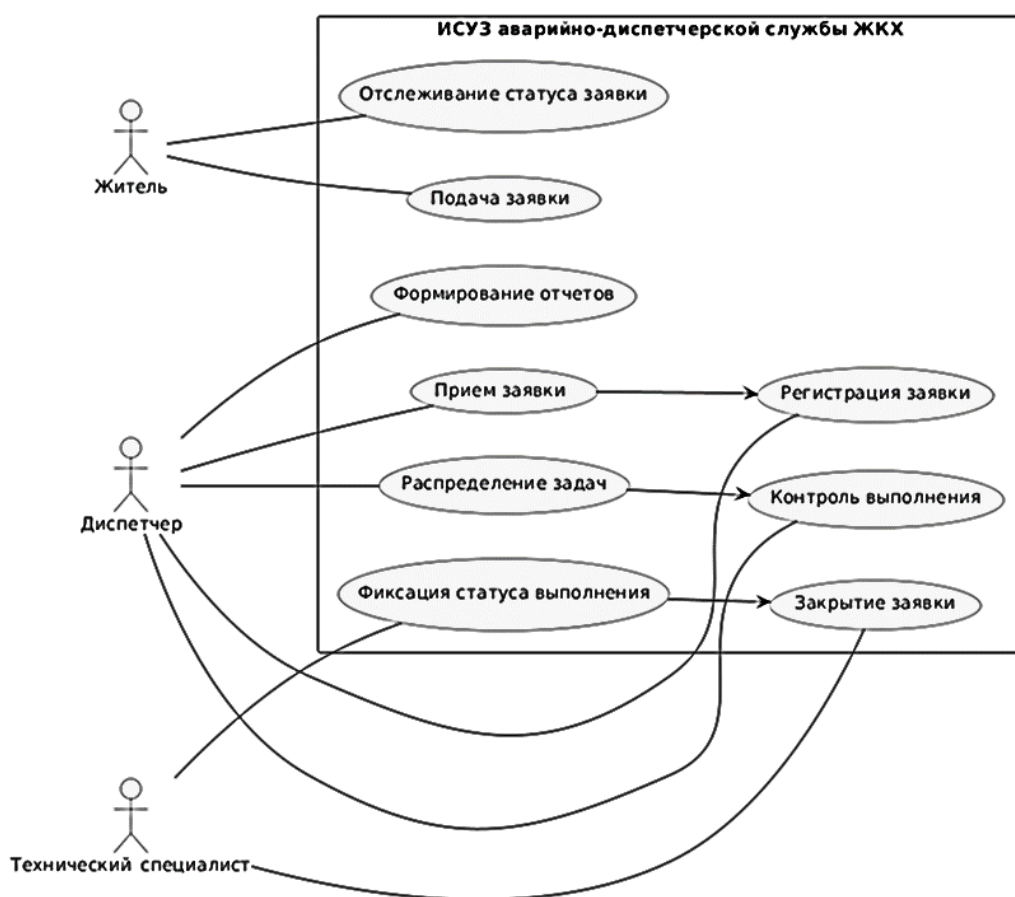 ИСУЗ аварийно-диспетчерской службы ЖКХ
Отслеживание статуса заявки
Житель
Подача заявки
Формирование отчетов
Прием заявки
Регистрация заявки
Распределение задач
Контроль выполнения
Диспетчер
Фиксация статуса выполнения
Закрытие заявки
Технический специалист